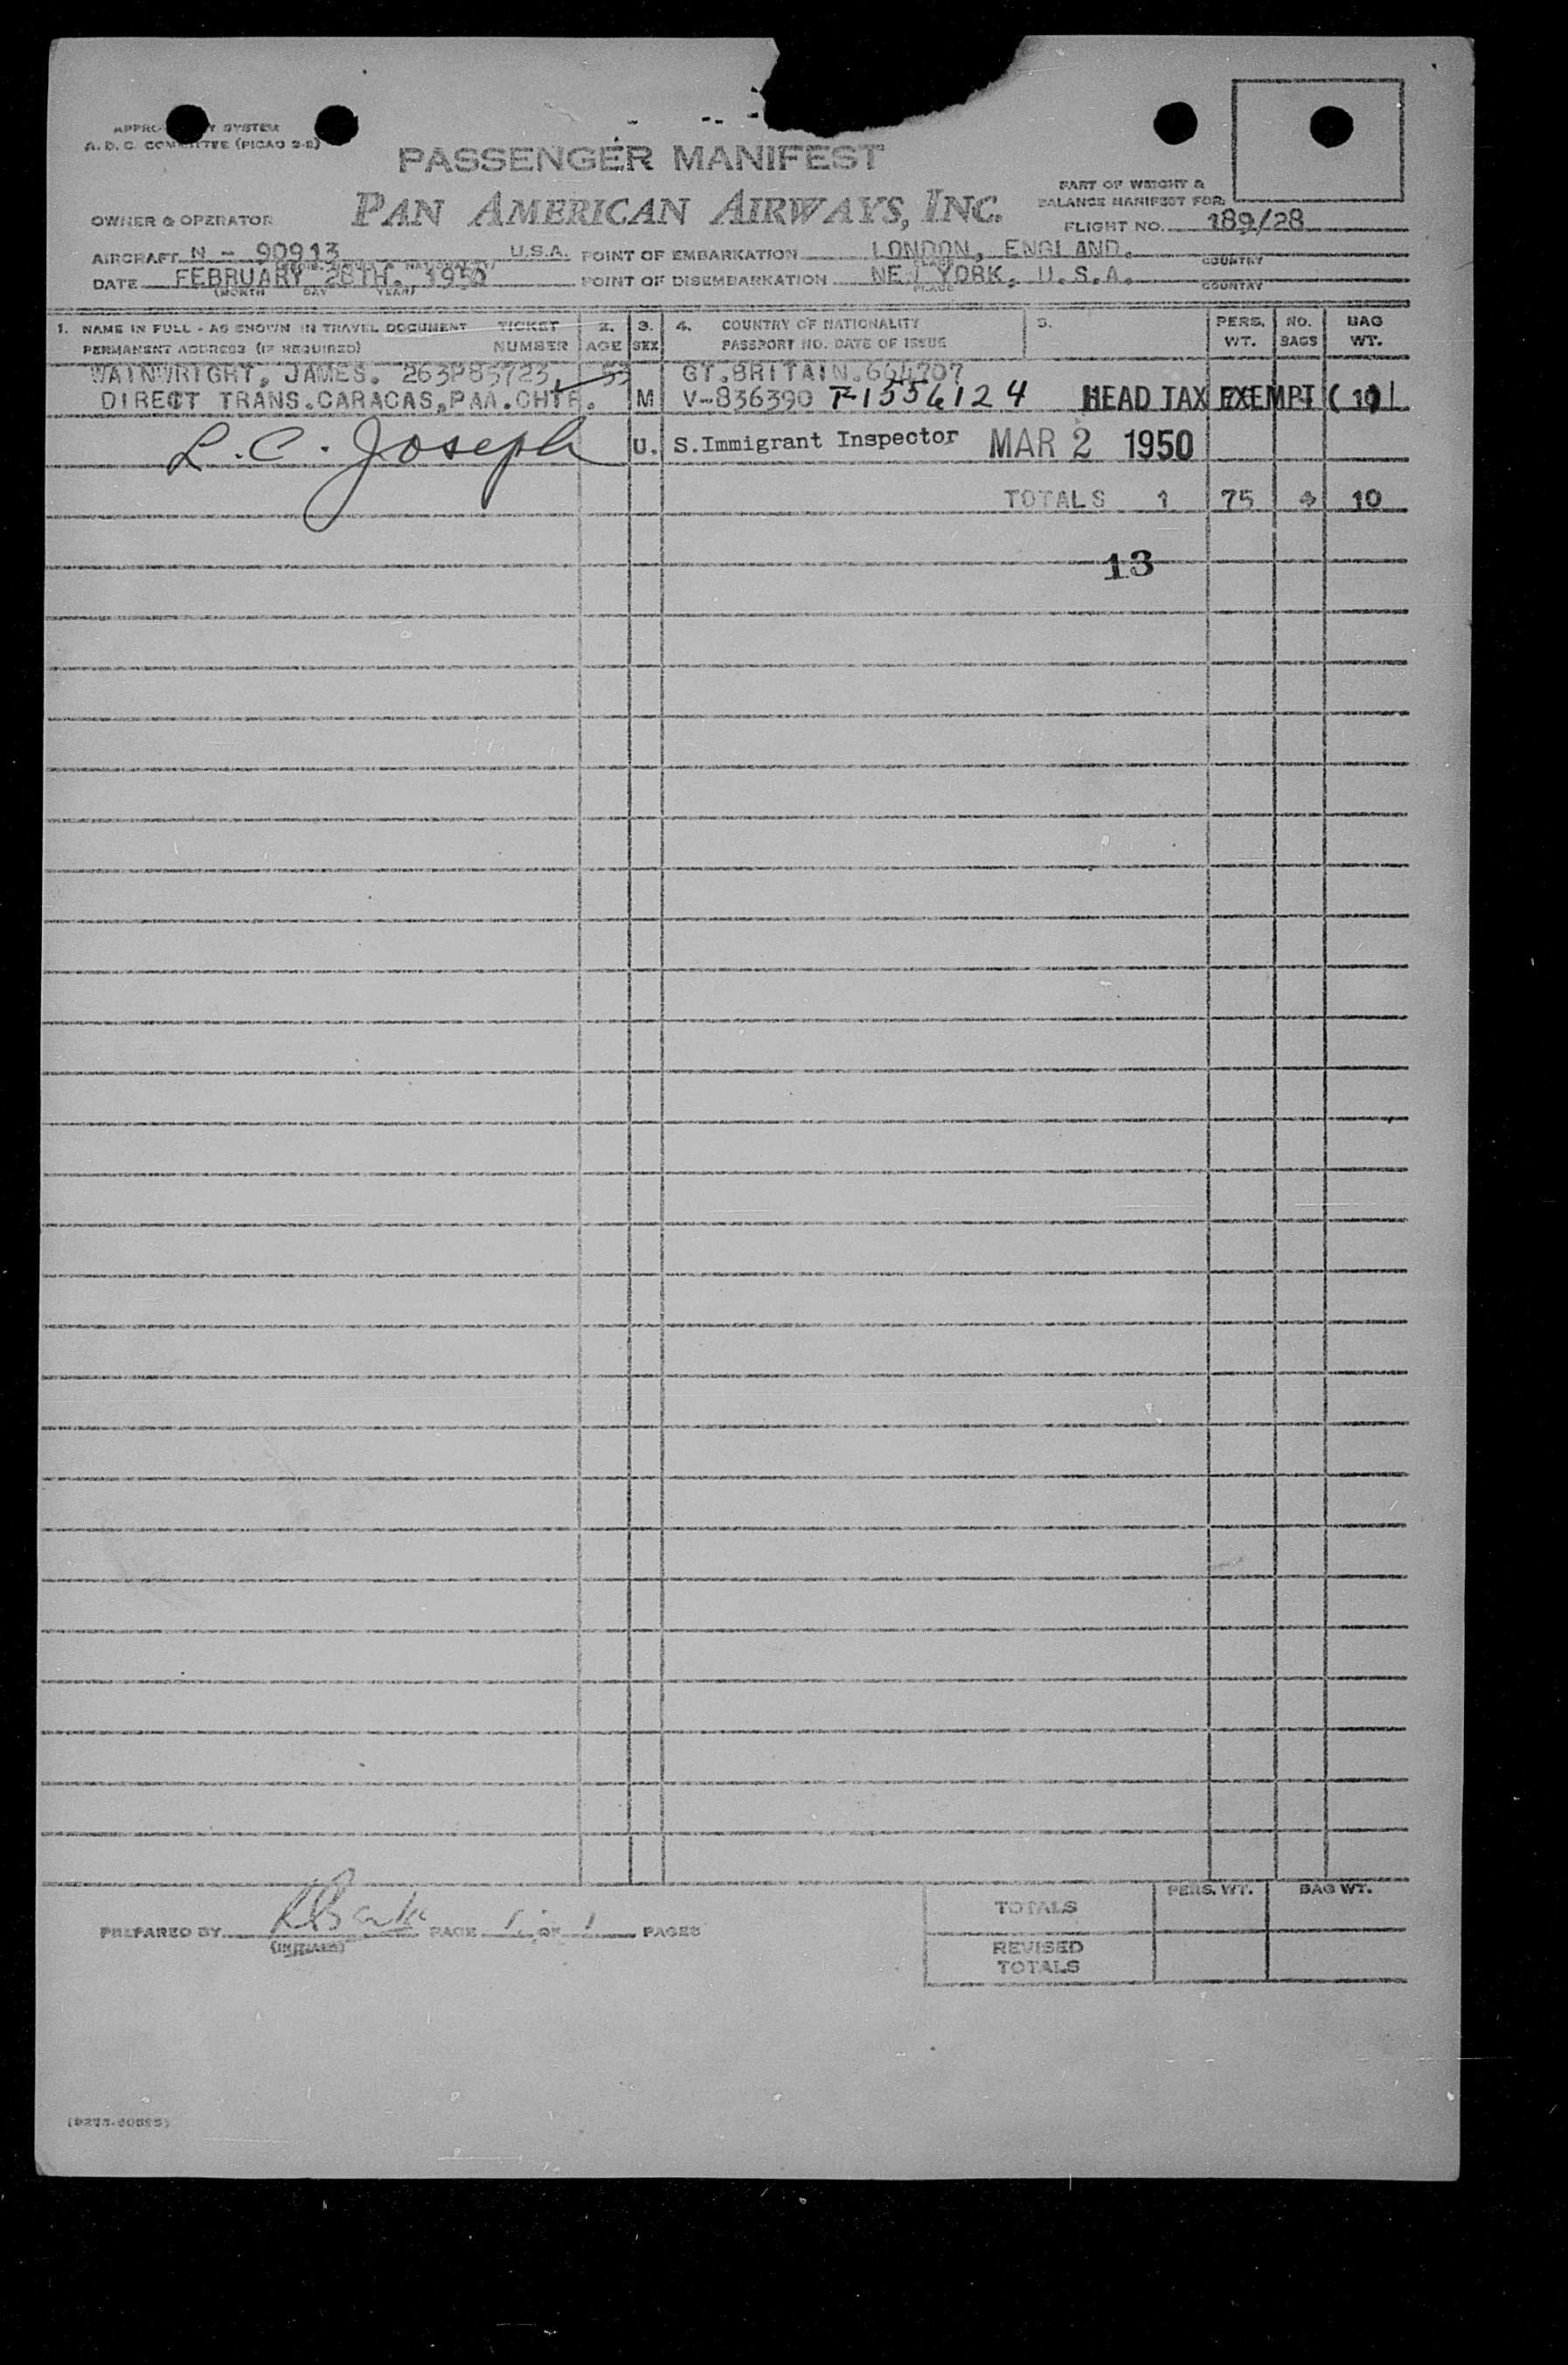 A. D. C. COMMITTEE (PICAO 2-2)
PASSENGER MANIFEST
PAN AMERICAN AIRWAYS, INC.
PART OF WEIGHT &
BALANCE MANIFEST FOR
OWNER & OPERATOR
FLIGHT NO. 189/28
AIRCRAFT N - 90913 U.S.A. POINT OF EMBARKATION LONDON, ENGLAND.
COUNTRY
DATE FEBRUARY 28TH. 1950 POINT OF DISEMBARKATION NEW YORK, U.S.A.
(MONTH DAY YEAR) PLACE COUNTRY
1. NAME IN FULL - AS SHOWN IN TRAVEL DOCUMENT TICKET 2. 3. 4. COUNTRY OF NATIONALITY 5. PERS. NO. BAG
PERMANENT ADDRESS (IF REQUIRED) NUMBER AGE SEX PASSPORT NO. DATE OF ISSUE WT. BAGS WT.
WAINWRIGHT, JAMES. 263P85723, 53 GT.BRITAIN.664707
DIRECT TRANS.CARACAS,PAA.CHTR. M V-836390 F-1556124 HEAD TAX EXEMPT (10)
L. C. Joseph U. S. Immigrant Inspector MAR 2 1950
TOTALS 1 75 10
13
TOTALS PERS. WT. BAG WT.
PREPARED BY PAGE 1 OF 1 PAGES
(INITIALS)
REVISED
TOTALS